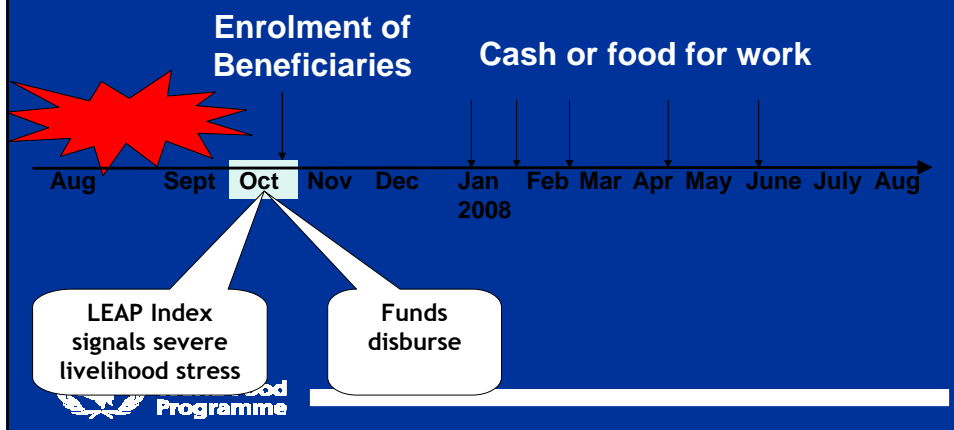 Enrolment of
Beneficiaries
Cash or food for work
Aug Sept Oct Nov Dec Jan Feb Mar Apr May June July Aug
2008
LEAP Index
signals severe
livelihood stress
Funds
disburse
Programme